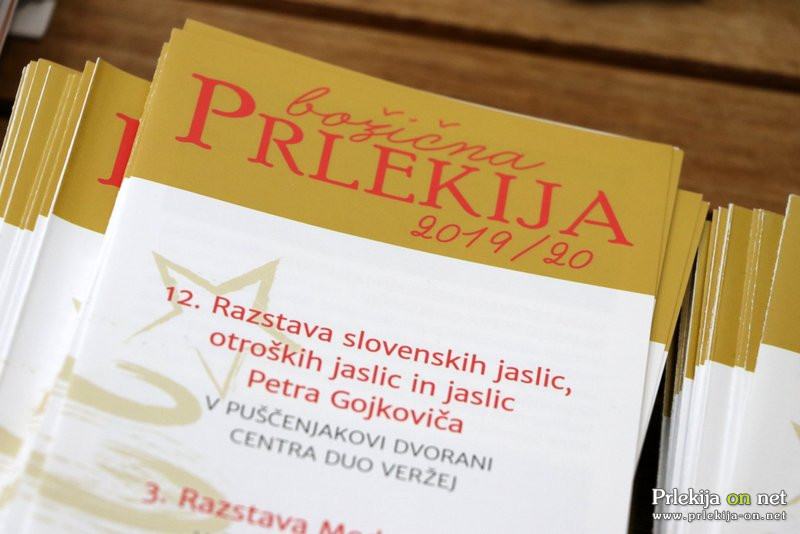 božična
PRLEKIJA
2019/20
12. Razstava slovenskih jaslic,
otroških jaslic in jaslic
Petra Gojkoviča
V PUŠČENJAKOVI DVORANI
CENTRA DUO VERŽEJ
3. Razstava
Prlekija on net
www.prlekija-on.net